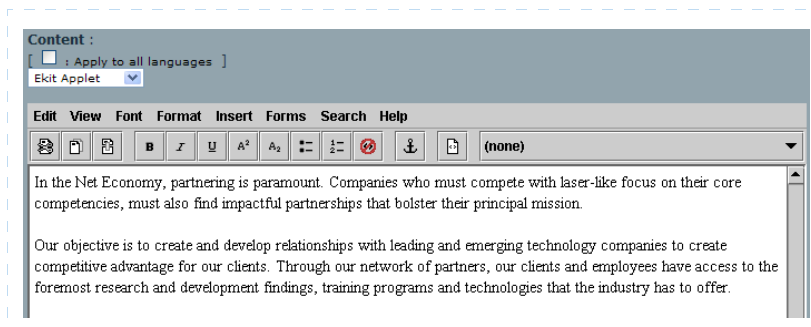 Content :
[ : Apply to all languages ]
Ekit Applet
Edit View Font Format Insert Forms Search Help
B I U A² A₂ (none)
In the Net Economy, partnering is paramount. Companies who must compete with laser-like focus on their core
competencies, must also find impactful partnerships that bolster their principal mission.
Our objective is to create and develop relationships with leading and emerging technology companies to create
competitive advantage for our clients. Through our network of partners, our clients and employees have access to the
foremost research and development findings, training programs and technologies that the industry has to offer.